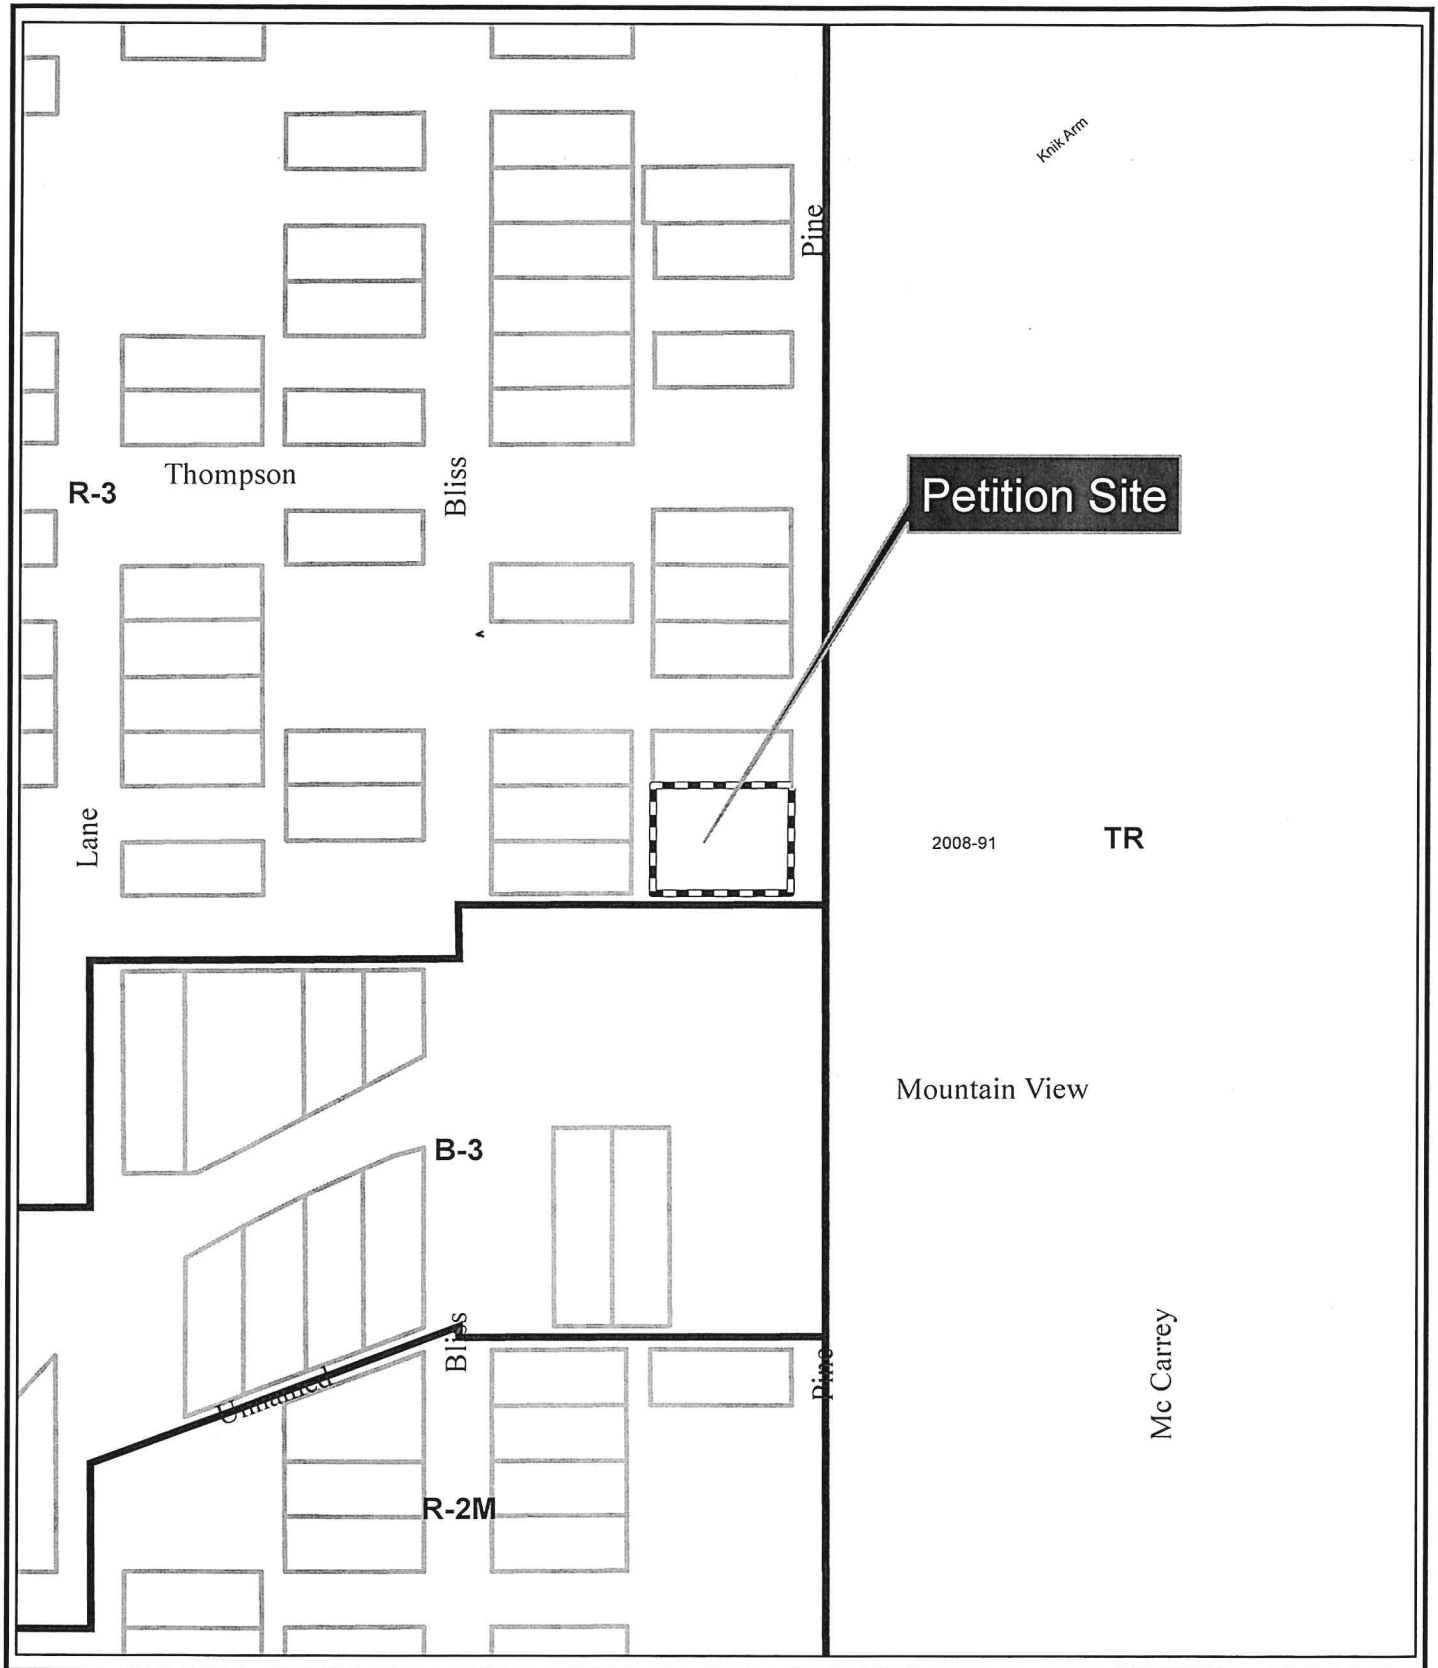 Knik Arm
Pine
Thompson
R-3
Bliss
Petition Site
Lane
2008-91
TR
Mountain View
B-3
Bliss
Pine
Unnamed
Mc Carrey
R-2M